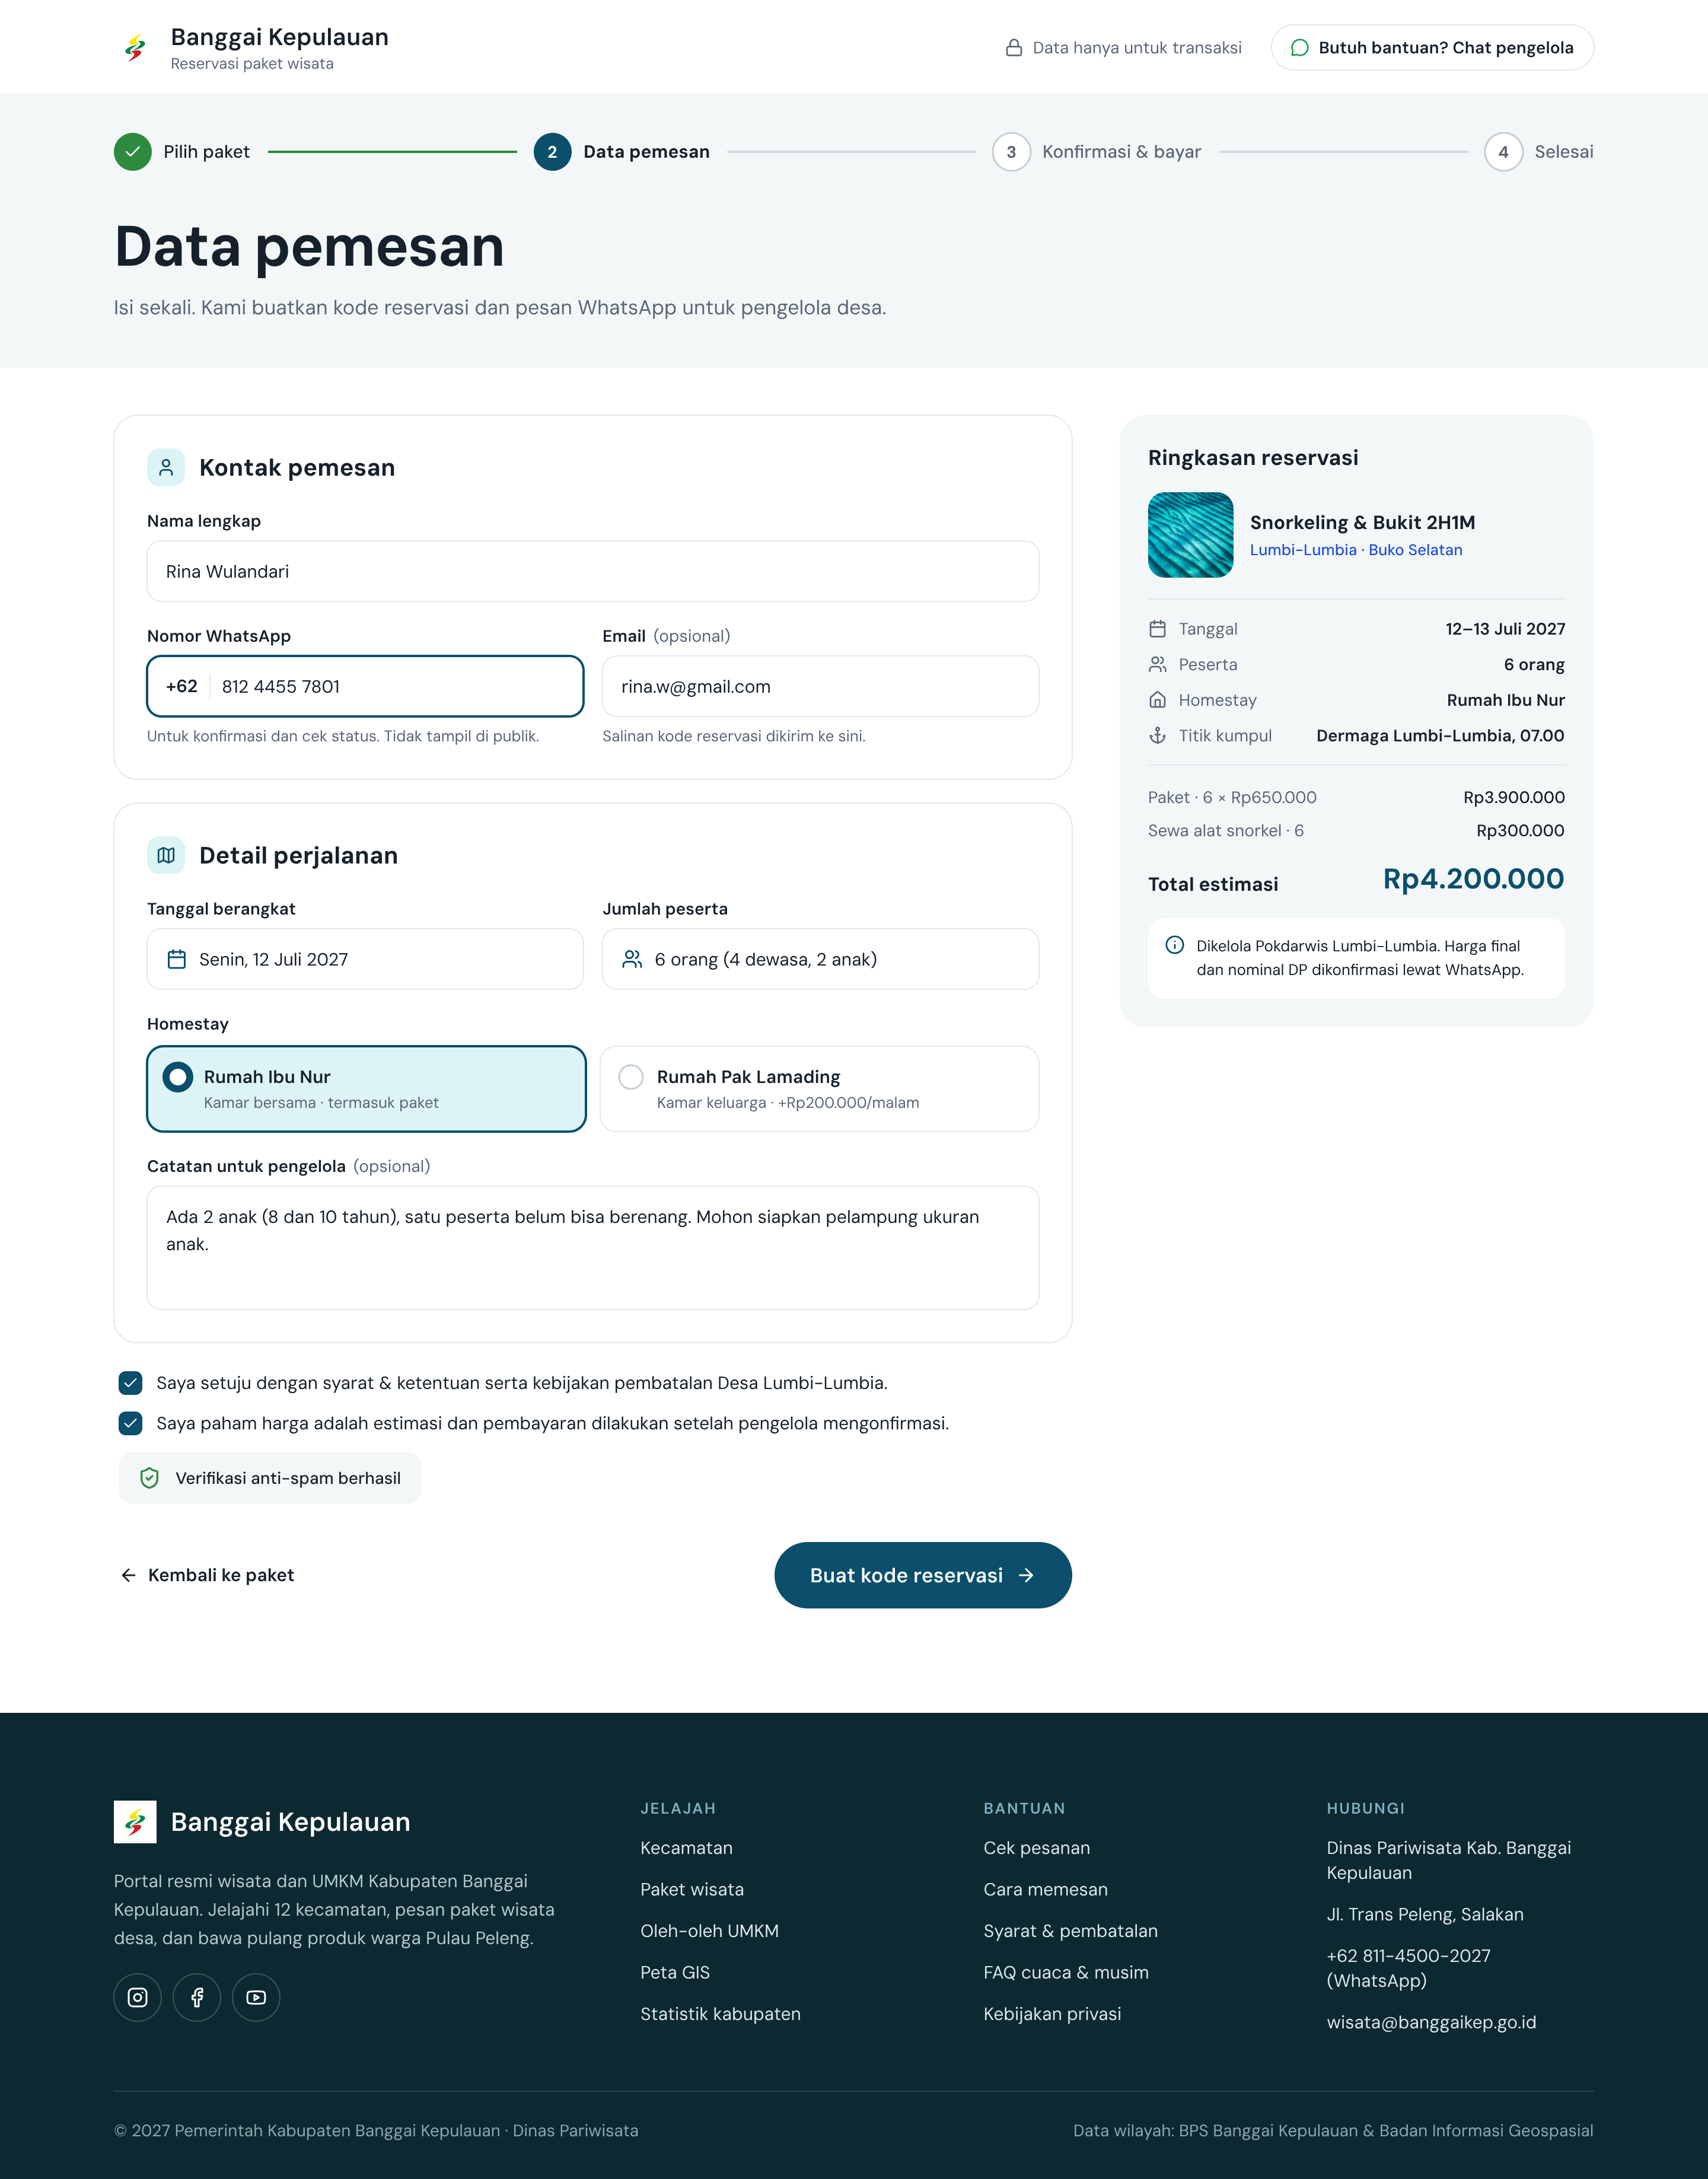 Banggai Kepulauan
Reservasi paket wisata
Data hanya untuk transaksi
Butuh bantuan? Chat pengelola
Pilih paket
2 Data pemesan
3 Konfirmasi & bayar
4 Selesai
Data pemesan
Isi sekali. Kami buatkan kode reservasi dan pesan WhatsApp untuk pengelola desa.
Kontak pemesan
Nama lengkap
Rina Wulandari
Nomor WhatsApp
+62 812 4455 7801
Untuk konfirmasi dan cek status. Tidak tampil di publik.
Email (opsional)
rina.w@gmail.com
Salinan kode reservasi dikirim ke sini.
Detail perjalanan
Tanggal berangkat
Senin, 12 Juli 2027
Jumlah peserta
6 orang (4 dewasa, 2 anak)
Homestay
Rumah Ibu Nur
Kamar bersama · termasuk paket
Rumah Pak Lamading
Kamar keluarga · +Rp200.000/malam
Catatan untuk pengelola (opsional)
Ada 2 anak (8 dan 10 tahun), satu peserta belum bisa berenang. Mohon siapkan pelampung ukuran
anak.
Saya setuju dengan syarat & ketentuan serta kebijakan pembatalan Desa Lumbi-Lumbia.
Saya paham harga adalah estimasi dan pembayaran dilakukan setelah pengelola mengonfirmasi.
Verifikasi anti-spam berhasil
Kembali ke paket
Buat kode reservasi
Ringkasan reservasi
Snorkeling & Bukit 2H1M
Lumbi-Lumbia · Buko Selatan
Tanggal 12–13 Juli 2027
Peserta 6 orang
Homestay Rumah Ibu Nur
Titik kumpul Dermaga Lumbi-Lumbia, 07.00
Paket · 6 × Rp650.000 Rp3.900.000
Sewa alat snorkel · 6 Rp300.000
Total estimasi Rp4.200.000
Dikelola Pokdarwis Lumbi-Lumbia. Harga final
dan nominal DP dikonfirmasi lewat WhatsApp.
Banggai Kepulauan
Portal resmi wisata dan UMKM Kabupaten Banggai
Kepulauan. Jelajahi 12 kecamatan, pesan paket wisata
desa, dan bawa pulang produk warga Pulau Peleng.
JELAJAH
Kecamatan
Paket wisata
Oleh-oleh UMKM
Peta GIS
Statistik kabupaten
BANTUAN
Cek pesanan
Cara memesan
Syarat & pembatalan
FAQ cuaca & musim
Kebijakan privasi
HUBUNGI
Dinas Pariwisata Kab. Banggai
Kepulauan
Jl. Trans Peleng, Salakan
+62 811-4500-2027
(WhatsApp)
wisata@banggaikep.go.id
© 2027 Pemerintah Kabupaten Banggai Kepulauan · Dinas Pariwisata
Data wilayah: BPS Banggai Kepulauan & Badan Informasi Geospasial